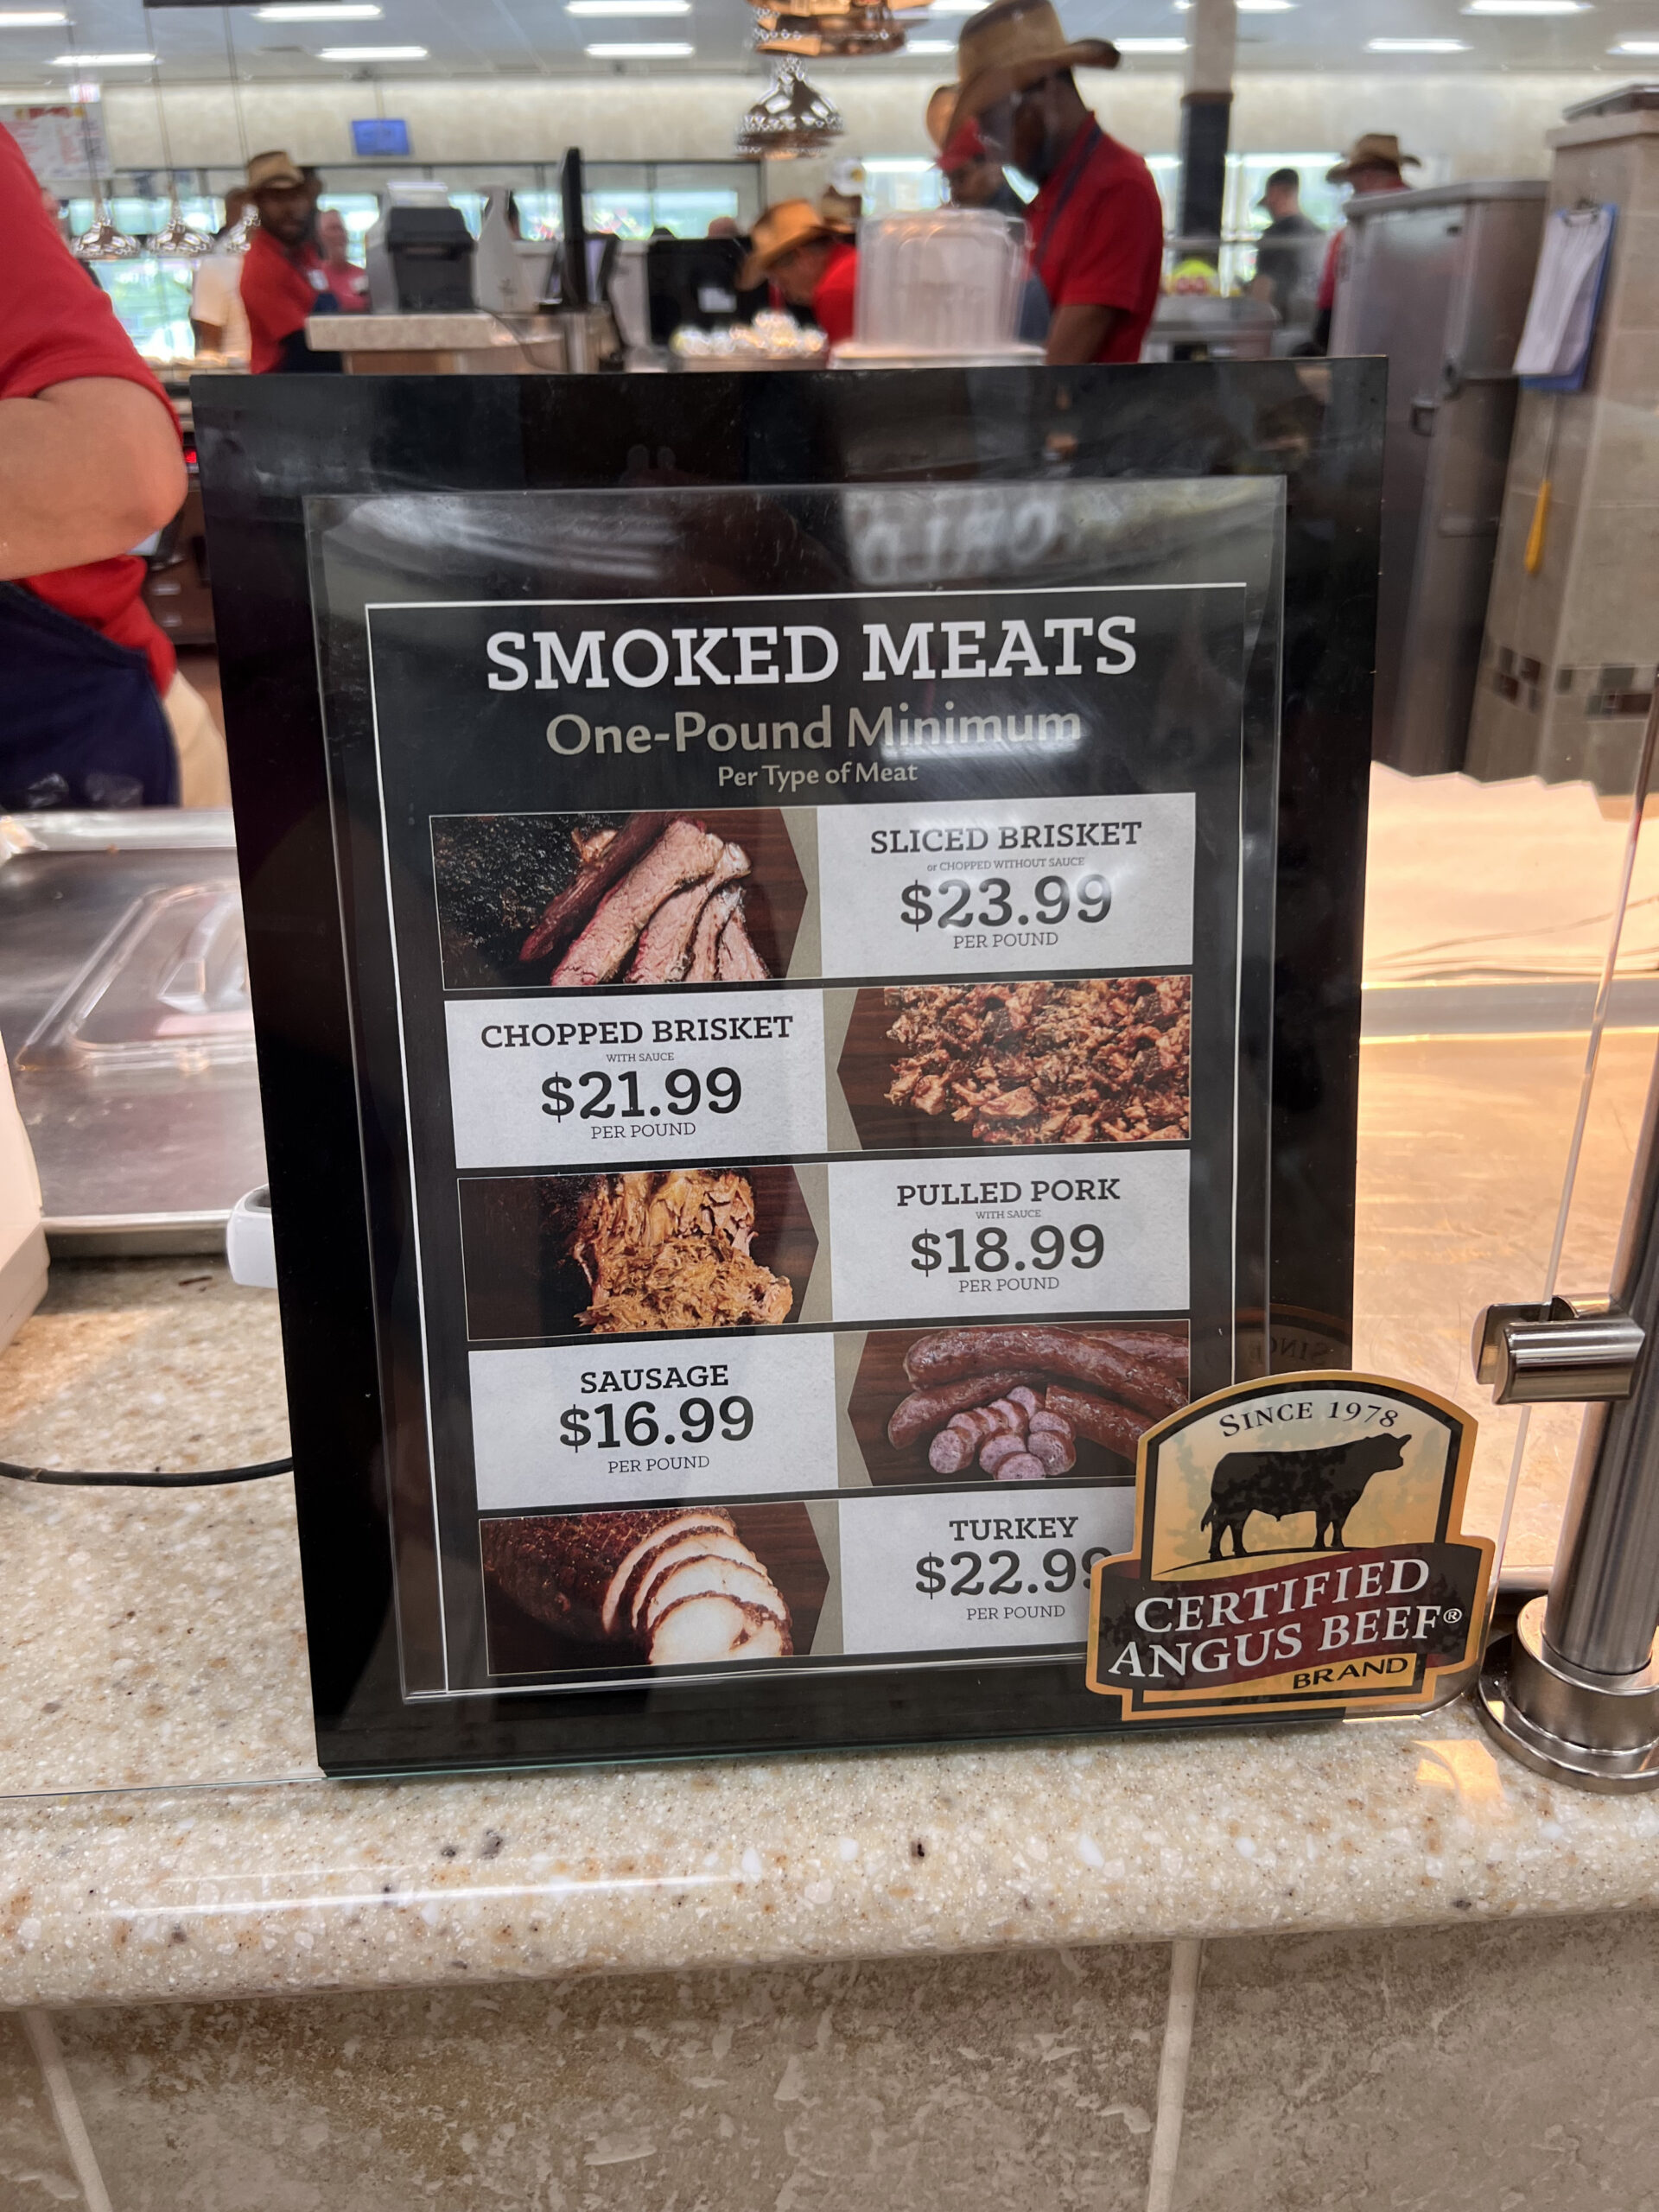 SMOKED MEATS
One-Pound Minimum
Per Type of Meat
SLICED BRISKET
or CHOPPED WITHOUT SAUCE
$23.99
PER POUND
CHOPPED BRISKET
WITH SAUCE
$21.99
PER POUND
PULLED PORK
WITH SAUCE
$18.99
PER POUND
SAUSAGE
$16.99
PER POUND
TURKEY
$22.99
PER POUND
SINCE 1978
CERTIFIED
ANGUS BEEF®
BRAND